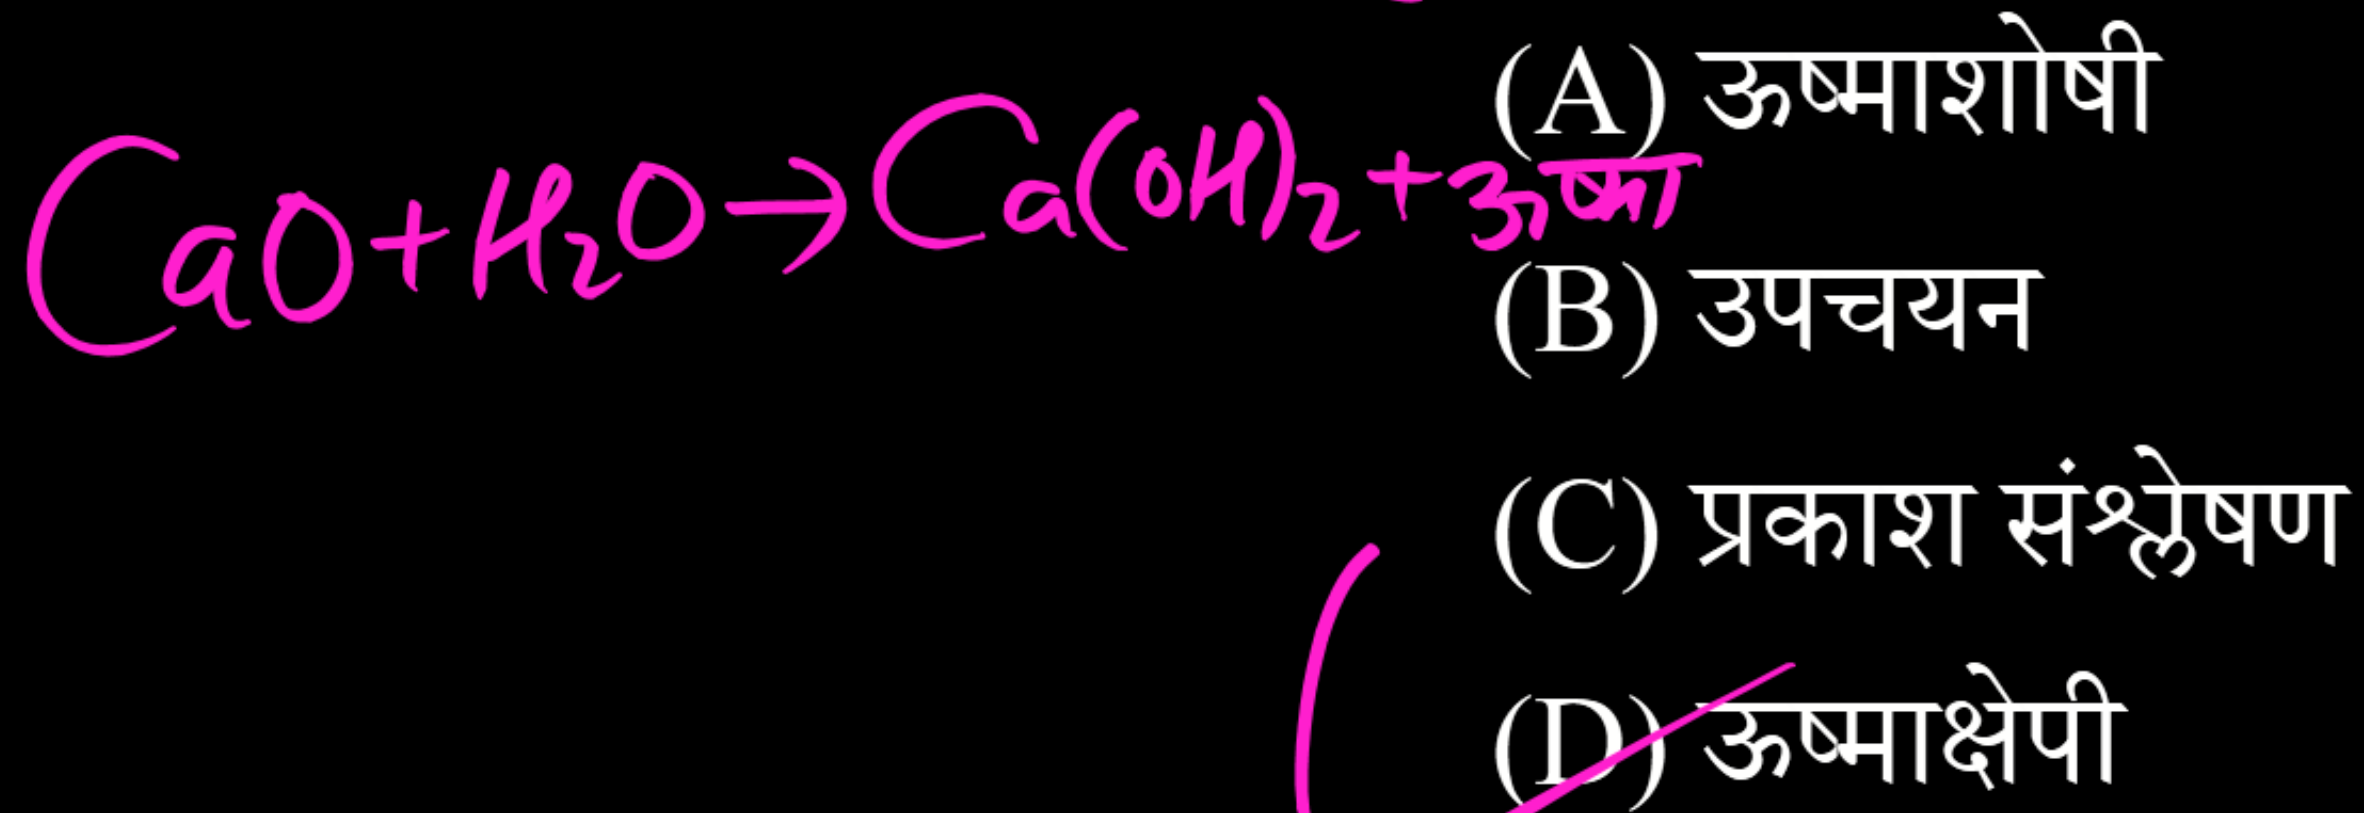 (A) ऊष्माशोषी
CaO+H₂O→Ca(OH)₂+ऊष्मा
(B) उपचयन
(C) प्रकाश संश्लेषण
(D) ऊष्माक्षेपी